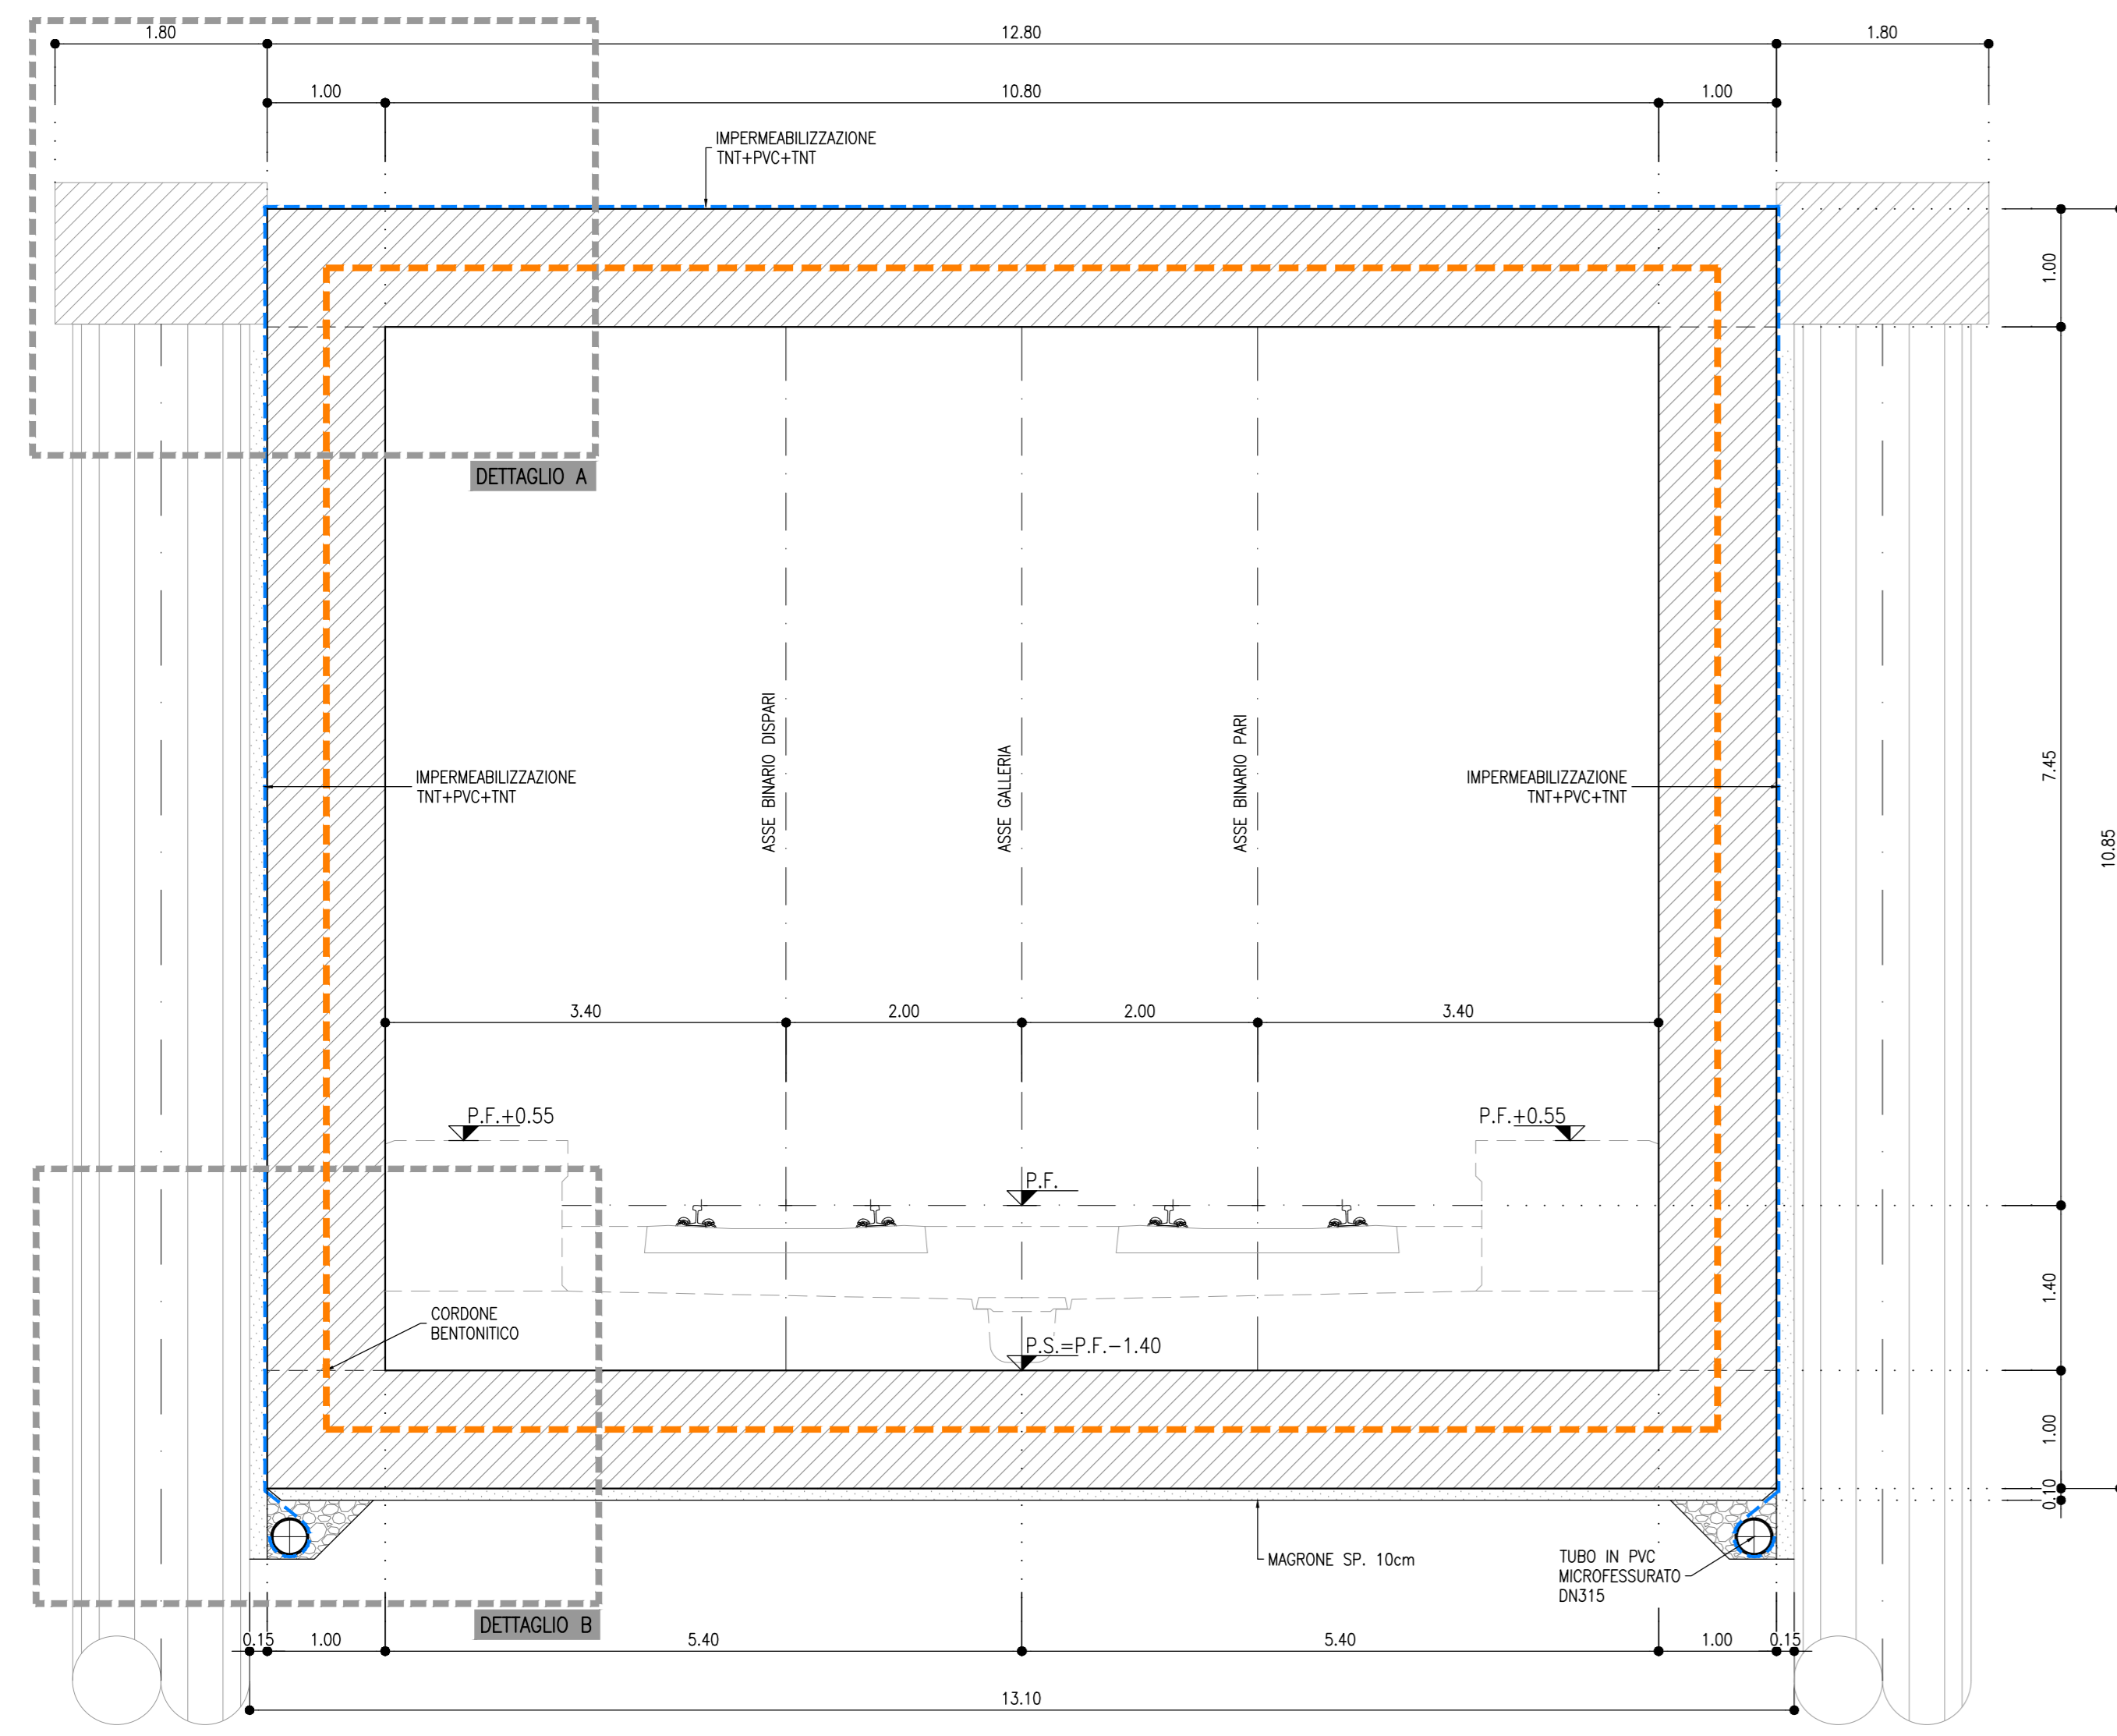 1.80
12.80
1.80
1.00
10.80
1.00
IMPERMEABILIZZAZIONE
TNT+PVC+TNT
1.00
DETTAGLIO A
ASSE BINARIO DISPARI
ASSE GALLERIA
ASSE BINARIO PARI
IMPERMEABILIZZAZIONE
TNT+PVC+TNT
IMPERMEABILIZZAZIONE
TNT+PVC+TNT
7.45
10.85
3.40
2.00
2.00
3.40
P.F.+0.55
P.F.+0.55
P.F.
1.40
CORDONE
BENTONITICO
P.S.=P.F.-1.40
1.00
0.10
MAGRONE SP. 10cm
TUBO IN PVC
MICROFESSURATO
DN315
DETTAGLIO B
0.15
1.00
5.40
5.40
1.00
0.15
13.10